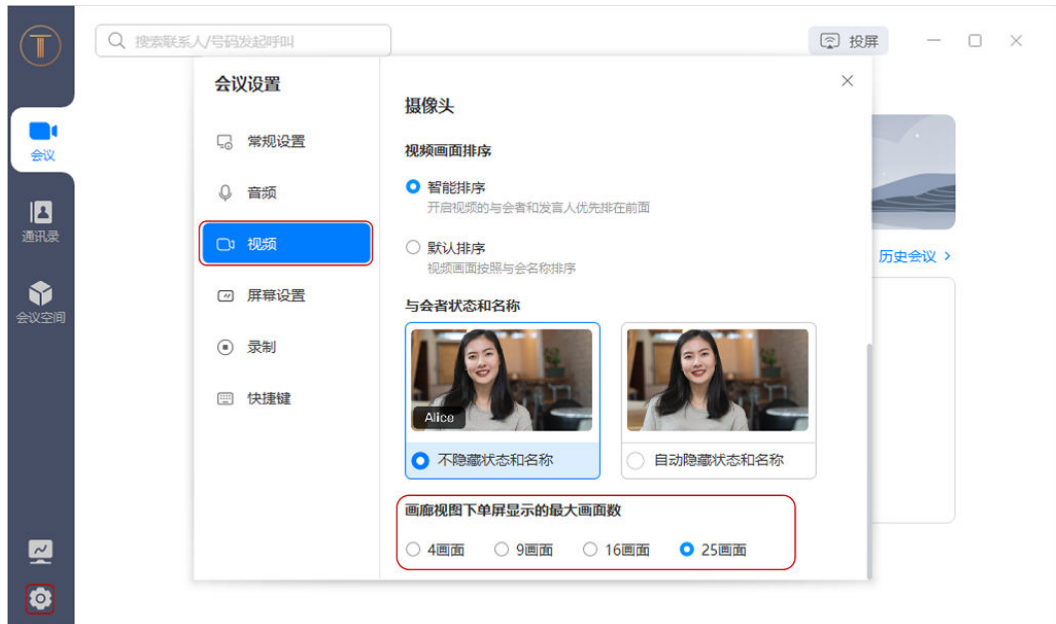 搜索联系人/号码发起呼叫
投屏
会议
通讯录
会议空间
会议设置
常规设置
音频
视频
屏幕设置
录制
快捷键
摄像头
视频画面排序
智能排序
开启视频的与会者和发言人优先排在前面
默认排序
视频画面按照与会名称排序
与会者状态和名称
Alice
不隐藏状态和名称
自动隐藏状态和名称
画廊视图下单屏显示的最大画面数
4画面 9画面 16画面 25画面
历史会议